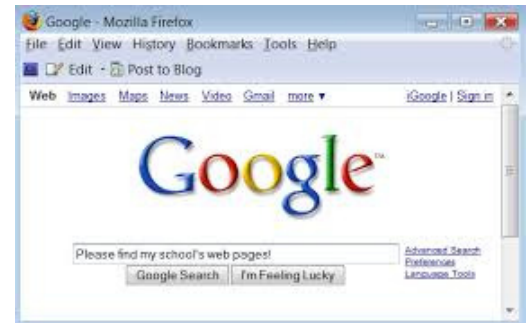 Google - Mozilla Firefox
File Edit View History Bookmarks Tools Help
Edit - Post to Blog
Web Images Maps News Video Gmail more ▼ iGoogle | Sign in
Google™
Please find my school's web pages!
Advanced Search
Preferences
Language Tools
Google Search I'm Feeling Lucky